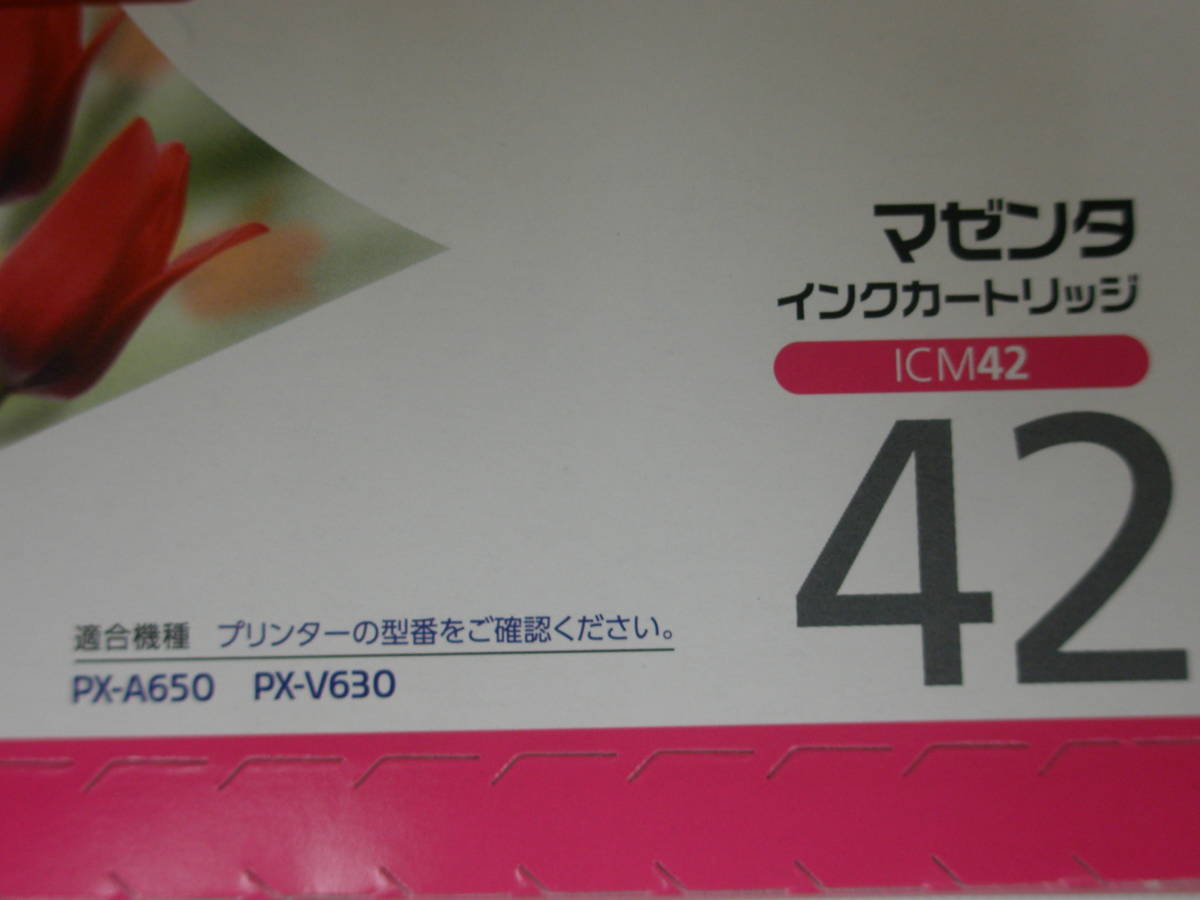 マゼンタ
インクカートリッジ
ICM42
42
適合機種 プリンターの型番をご確認ください。
PX-A650 PX-V630